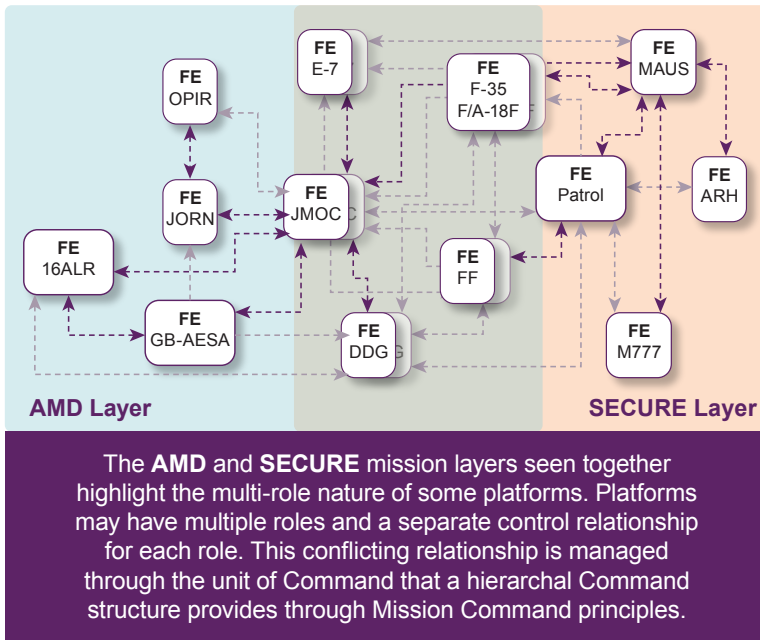 FE
E-7
FE
OPIR
FE
F-35
F/A-18F
F
FE
MAUS
FE
JORN
FE
JMOC
C
FE
Patrol
FE
ARH
FE
16ALR
FE
FF
FE
GB-AESA
FE
DDG
G
FE
M777
AMD Layer
SECURE Layer
The AMD and SECURE mission layers seen together
highlight the multi-role nature of some platforms. Platforms
may have multiple roles and a separate control relationship
for each role. This conflicting relationship is managed
through the unit of Command that a hierarchal Command
structure provides through Mission Command principles.